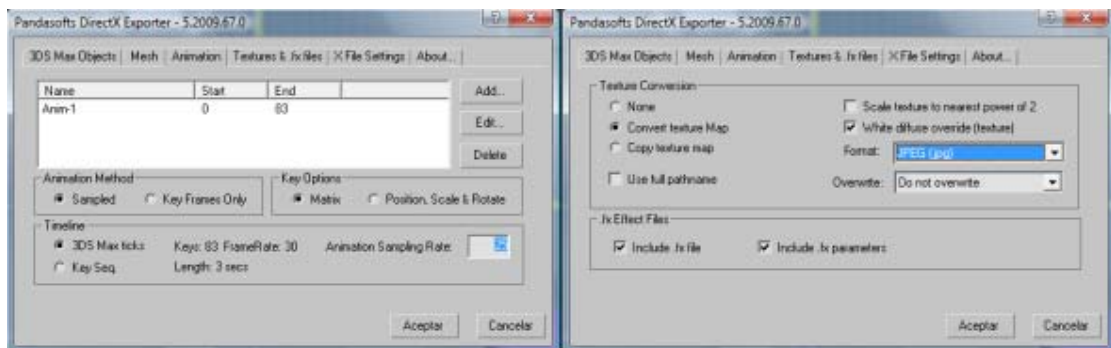 Pandasofts DirectX Exporter - 5.2009.67.0
3DS Max Objects | Mesh | Animation | Textures & .fx files | X File Settings | About...
Name Start End
Anim-1 0 83
Add...
Edit...
Delete
Animation Method
Sampled Key Frames Only
Key Options
Matrix Position, Scale & Rotate
Timeline
3DS Max ticks Keys: 83 FrameRate: 30 Animation Sampling Rate:
Key Seq. Length: 3 secs
Aceptar Cancelar
Pandasofts DirectX Exporter - 5.2009.67.0
3DS Max Objects | Mesh | Animation | Textures & .fx files | X File Settings | About...
Texture Conversion
None Scale texture to nearest power of 2
Convert texture Map White diffuse override (texture)
Copy texture map Format: JPEG (jpg)
Use full pathname Overwrite: Do not overwrite
.fx Effect Files
Include .fx file Include .fx parameters
Aceptar Cancelar